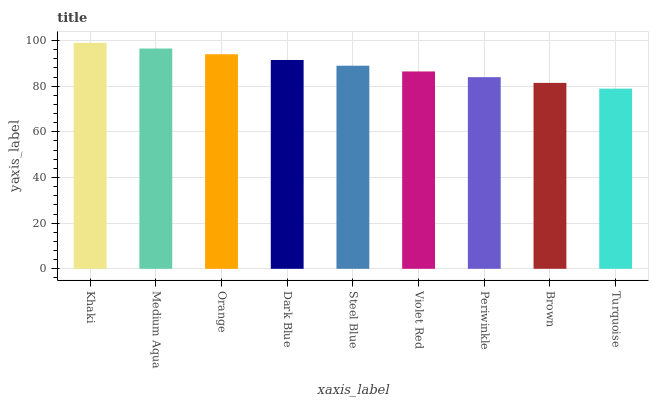 title
100
80
60
40
20
0
yaxis_label
Khaki
Medium Aqua
Orange
Dark Blue
Steel Blue
Violet Red
Periwinkle
Brown
Turquoise
xaxis_label